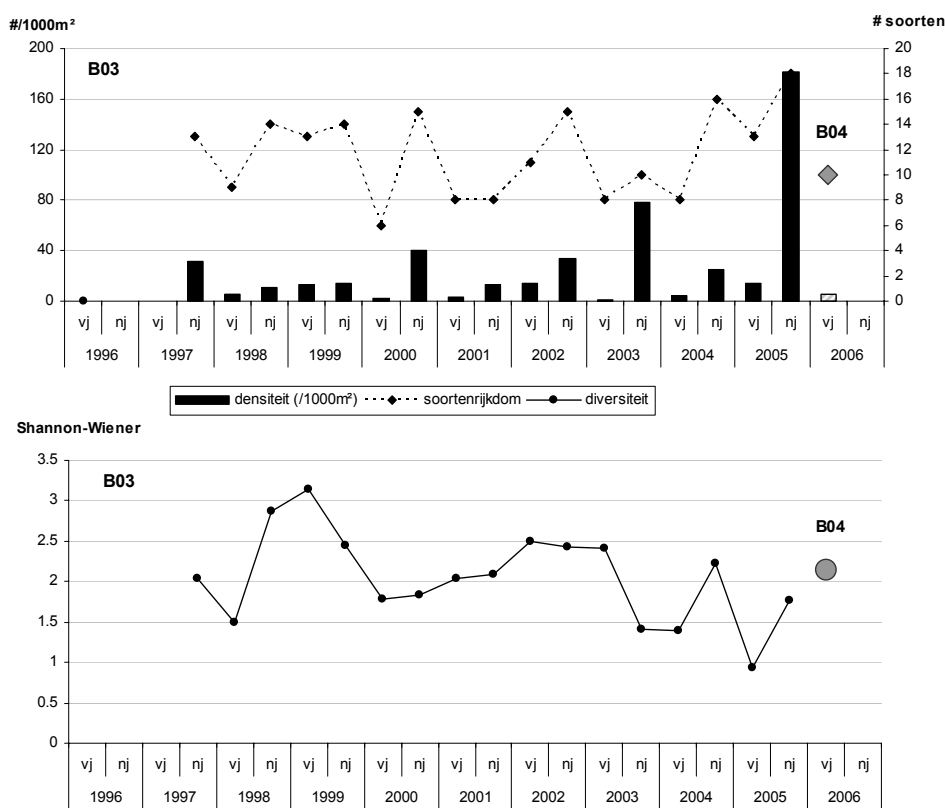 #/1000m² # soorten
B03
B04
200 20
18
160 16
14
120 12
10
80 8
6
40 4
2
0 0
vj nj vj nj vj nj vj nj vj nj vj nj vj nj vj nj vj nj vj nj vj nj
1996 1997 1998 1999 2000 2001 2002 2003 2004 2005 2006
densiteit (/1000m²) soortenrijkdom diversiteit
Shannon-Wiener
B03
B04
3.5
3
2.5
2
1.5
1
0.5
0
vj nj vj nj vj nj vj nj vj nj vj nj vj nj vj nj vj nj vj nj vj nj
1996 1997 1998 1999 2000 2001 2002 2003 2004 2005 2006